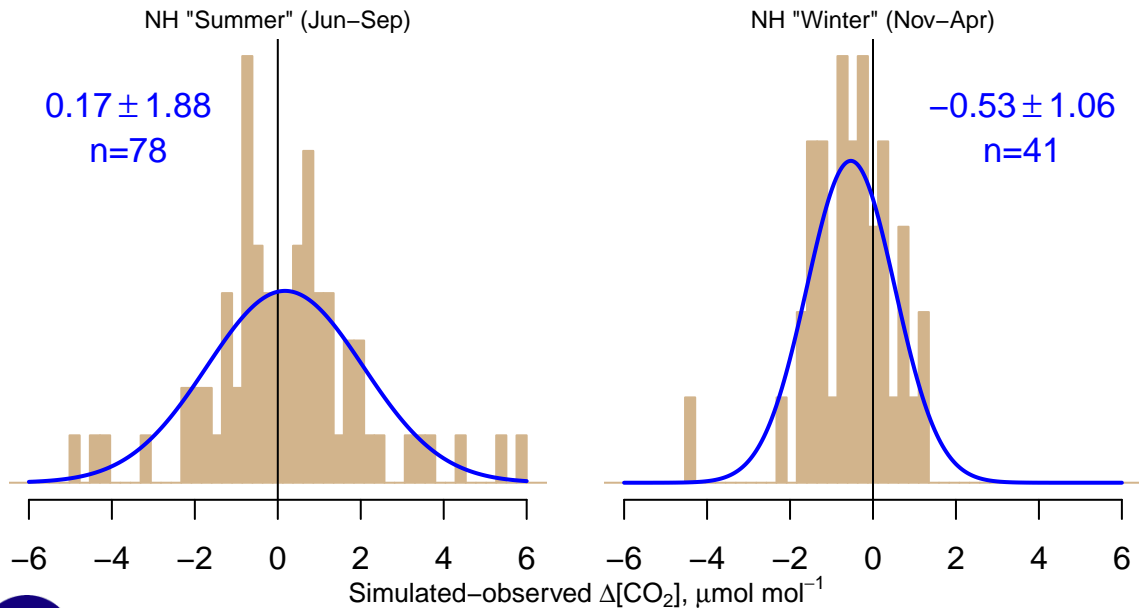 NH "Summer" (Jun−Sep)
0.17 ± 1.88
n=78
−6 −4 −2 0 2 4 6
NH "Winter" (Nov−Apr)
−0.53 ± 1.06
n=41
−6 −4 −2 0 2 4 6
Simulated−observed Δ[CO₂], μmol mol⁻¹